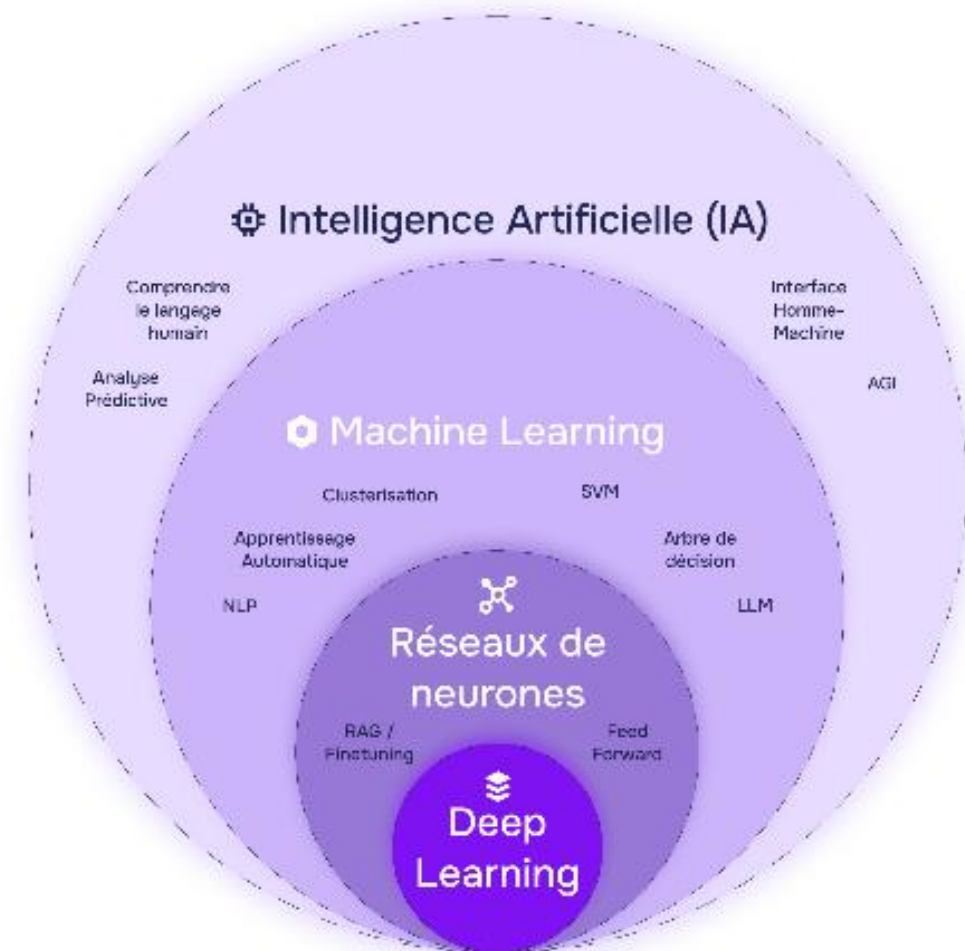 Intelligence Artificielle (IA)
Comprendre
le langage
humain
Interface
Homme-
Machine
Analyse
Prédictive
AGI
Machine Learning
Clusterisation
SVM
Apprentissage
Automatique
Arbre de
décision
NLP
LLM
Réseaux de
neurones
RAG /
Finetuning
Feed
Forward
Deep
Learning